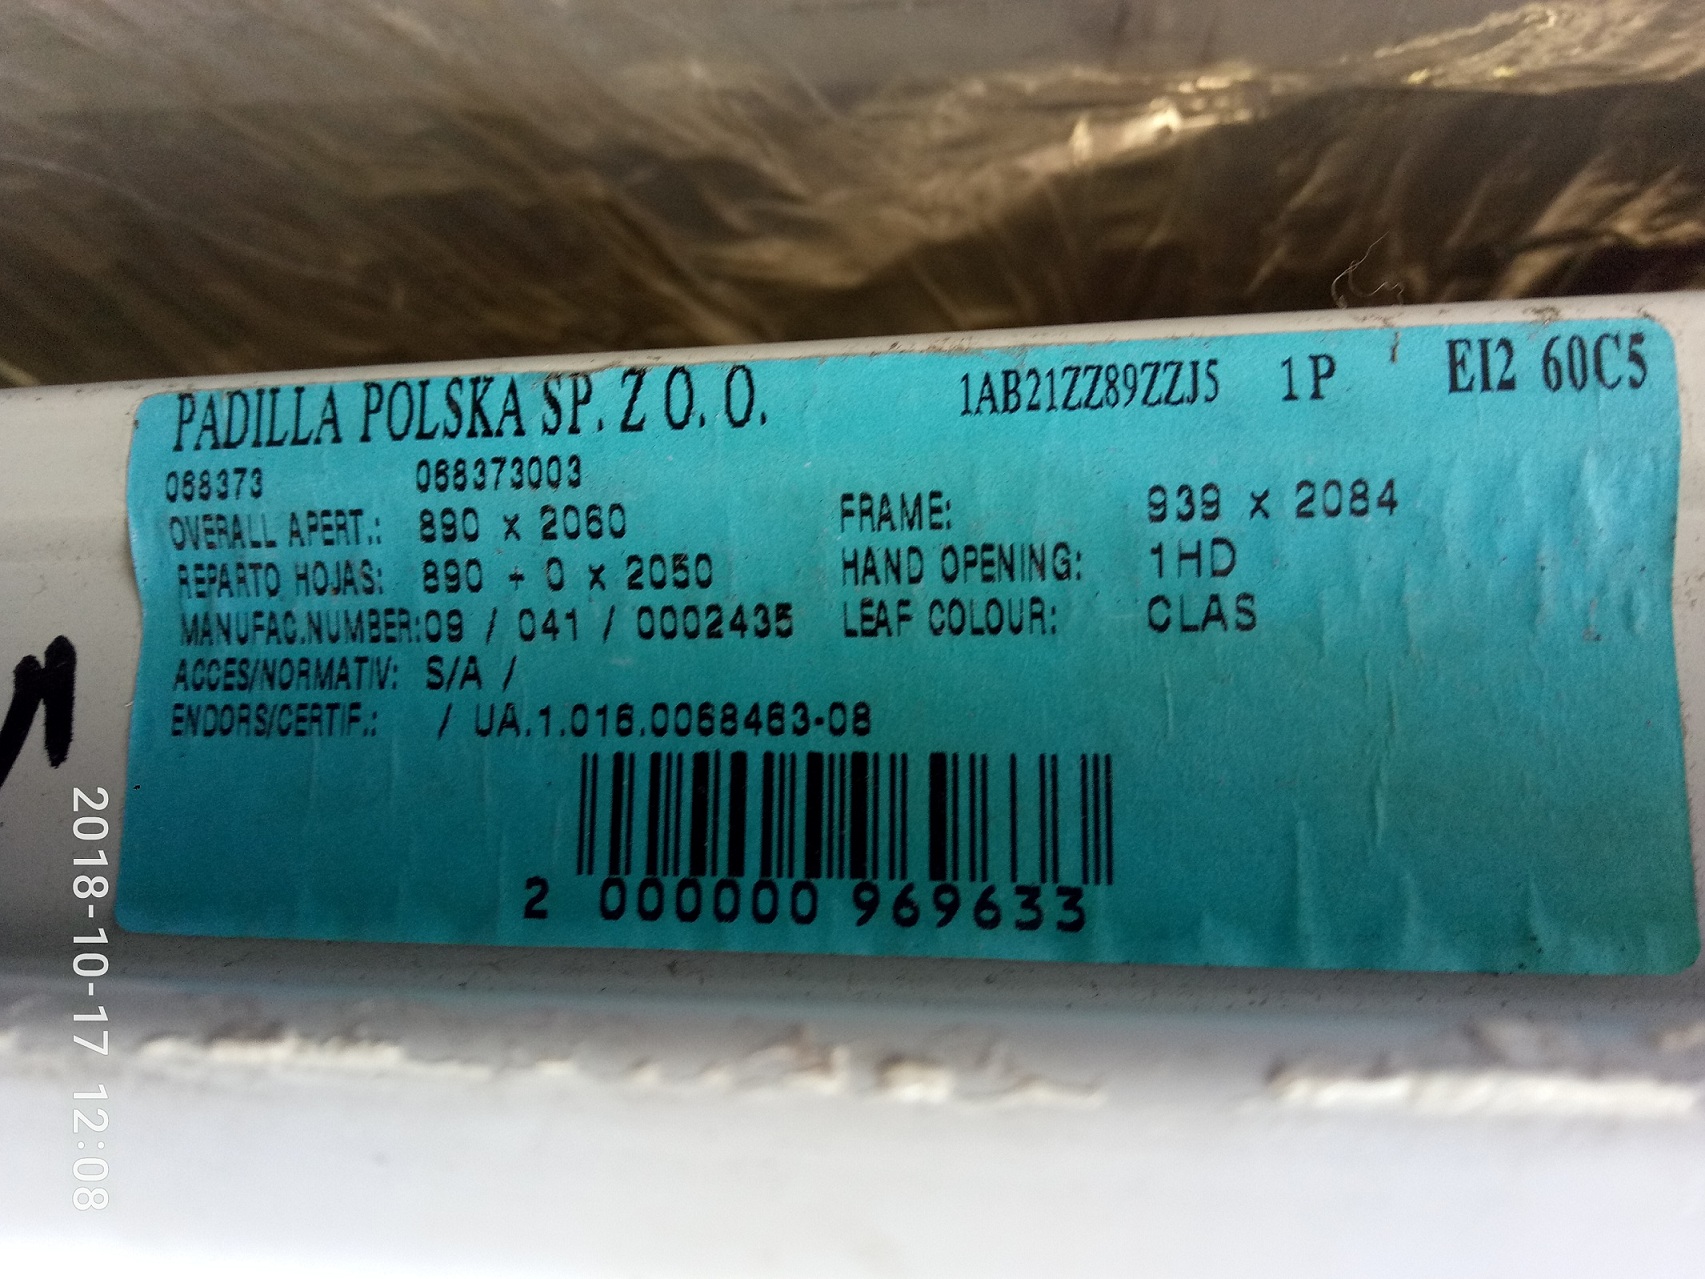 PADILLA POLSKA SP. Z O. O. 1AB21ZZ89ZZJ5 1P EI2 60C5
068373 068373003
OVERALL APERT.: 890 x 2060 FRAME: 939 x 2084
REPARTO HOJAS: 890 + 0 x 2050 HAND OPENING: 1HD
MANUFAC.NUMBER:09 / 041 / 0002435 LEAF COLOUR: CLAS
ACCES/NORMATIV: S/A /
ENDORS/CERTIF.: / UA.1.016.0068463-08
2 000000 969633
2018-10-17 12:08